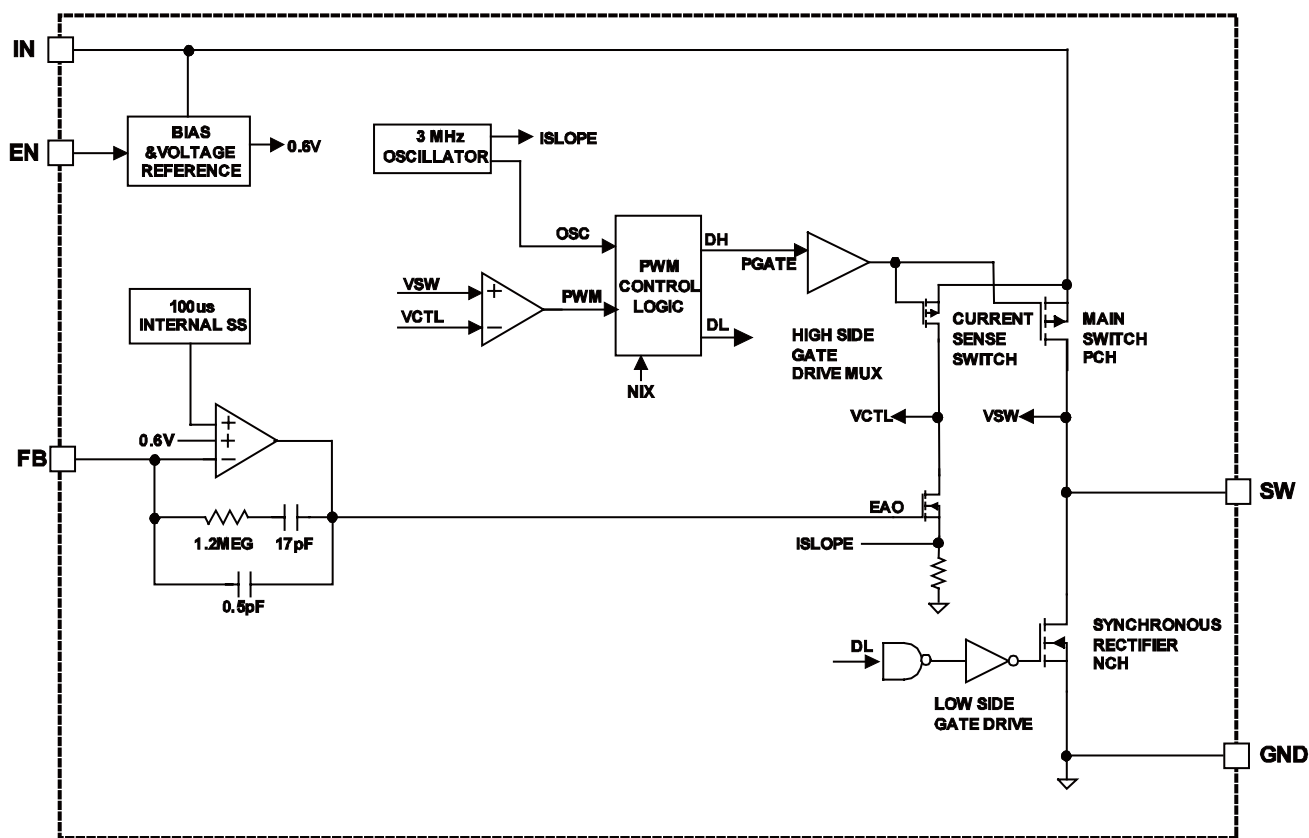 IN
EN
BIAS
&VOLTAGE
REFERENCE
0.6V
3 MHz
OSCILLATOR
ISLOPE
OSC
VSW
+
VCTL
−
PWM
PWM
CONTROL
LOGIC
DH
DL
NIX
PGATE
HIGH SIDE
GATE
DRIVE MUX
CURRENT
SENSE
SWITCH
MAIN
SWITCH
PCH
100us
INTERNAL SS
VCTL
VSW
+
0.6V
+
−
FB
1.2MEG
17pF
0.5pF
EAO
ISLOPE
SW
DL
LOW SIDE
GATE DRIVE
SYNCHRONOUS
RECTIFIER
NCH
GND